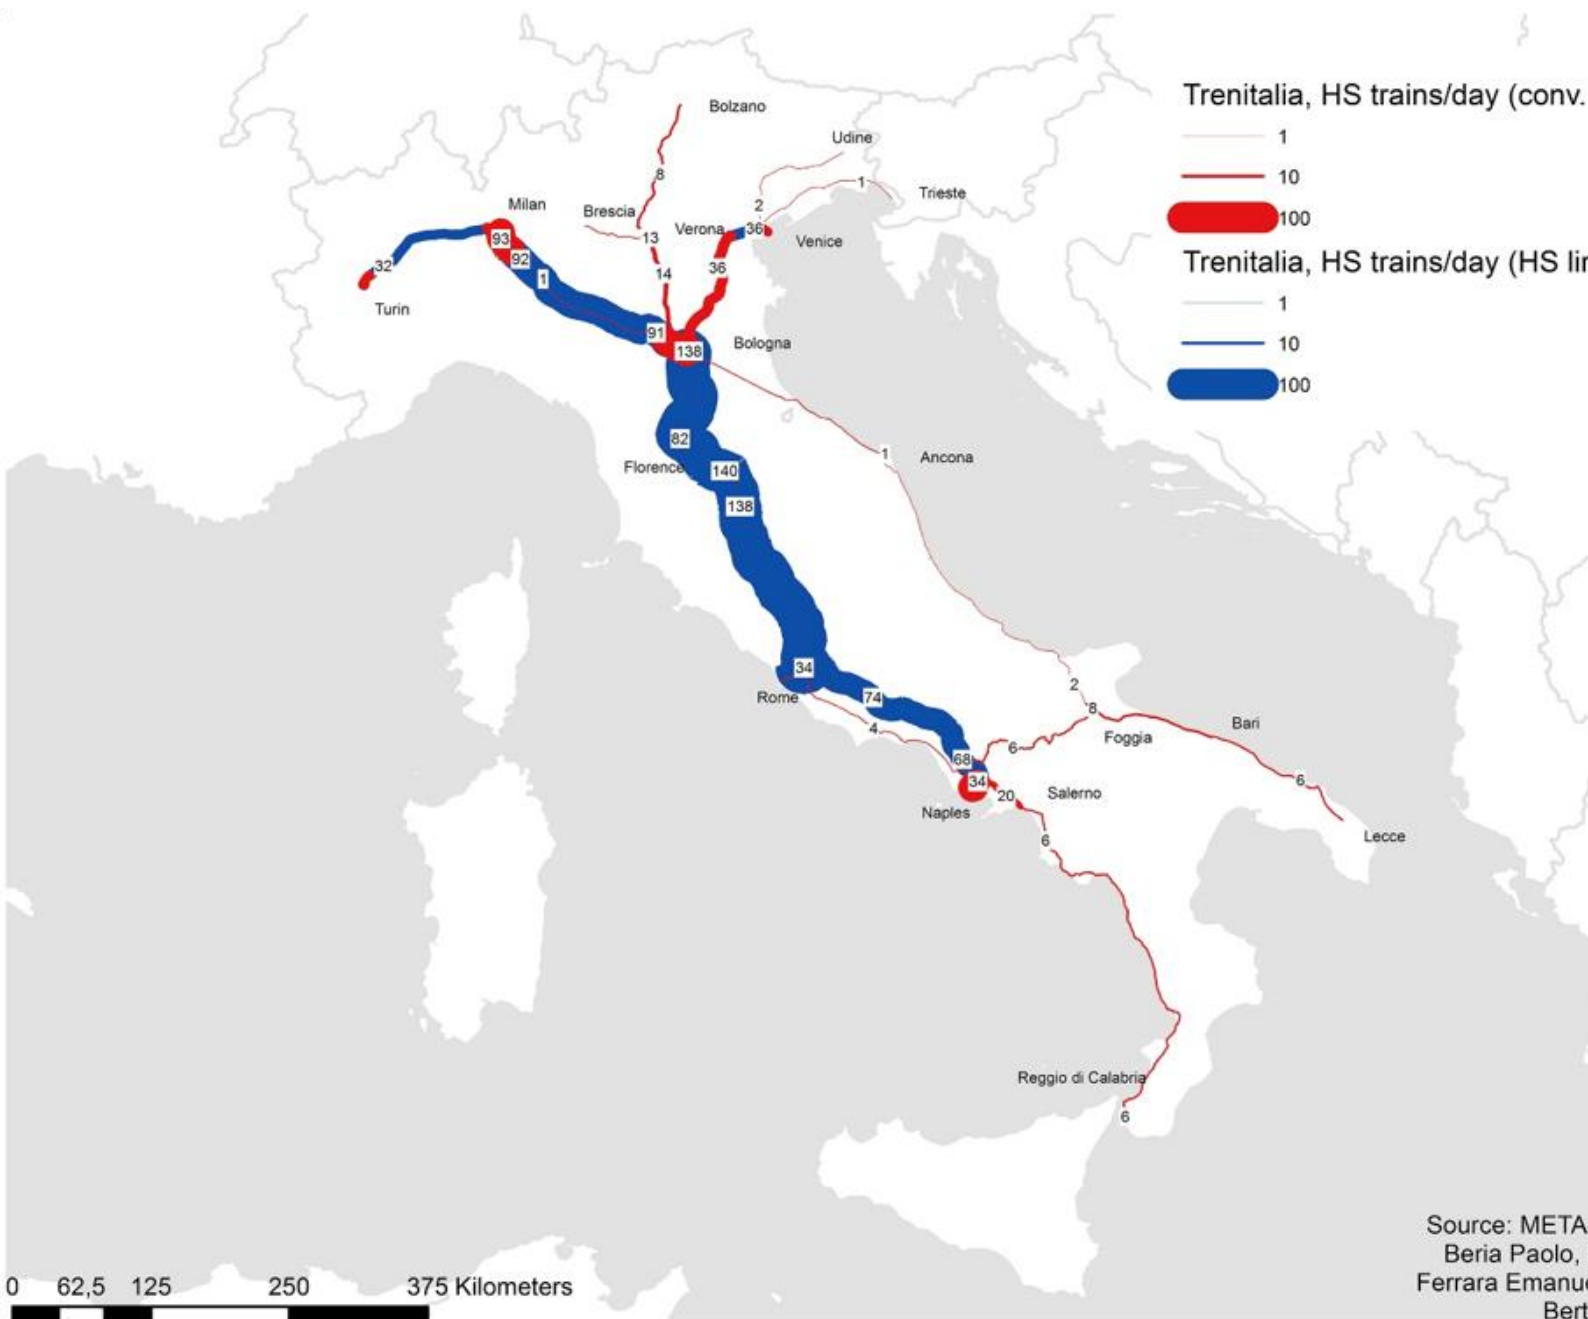 Trenitalia, HS trains/day (conv.
1
10
100
Trenitalia, HS trains/day (HS lin
1
10
100
Bolzano
Udine
8
1
Trieste
Milan
Brescia
2
Verona
36
Venice
93
13
92
32
14
36
1
Turin
91
138
Bologna
82
Florence
140
1
Ancona
138
34
Rome
74
2
8
4
Bari
Foggia
6
68
34
6
20
Salerno
Naples
Lecce
6
Reggio di Calabria
6
Source: META
Beria Paolo,
Ferrara Emanue
Bert
0 62,5 125 250 375 Kilometers